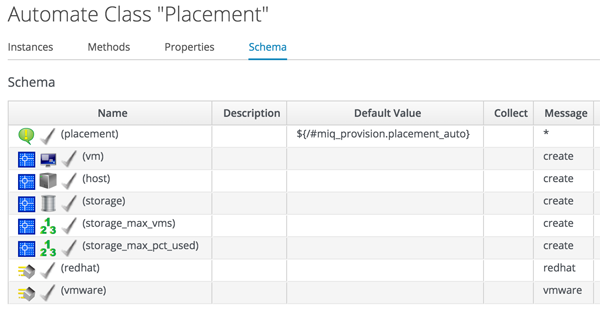 Automate Class "Placement"
Instances Methods Properties Schema
Schema
Name Description Default Value Collect Message
(placement) ${/#miq_provision.placement_auto} *
(vm) create
(host) create
(storage) create
1 2 3 (storage_max_vms) create
1 2 3 (storage_max_pct_used) create
(redhat) redhat
(vmware) vmware